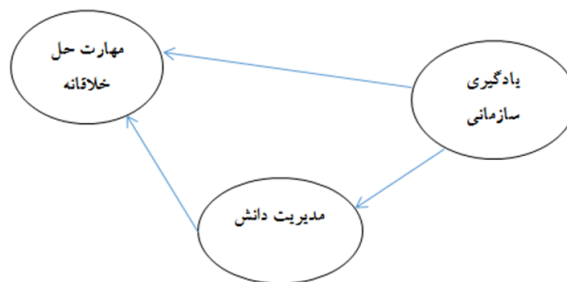 یادگیری
سازمانی
مهارت حل
خلاقانه
مدیریت دانش